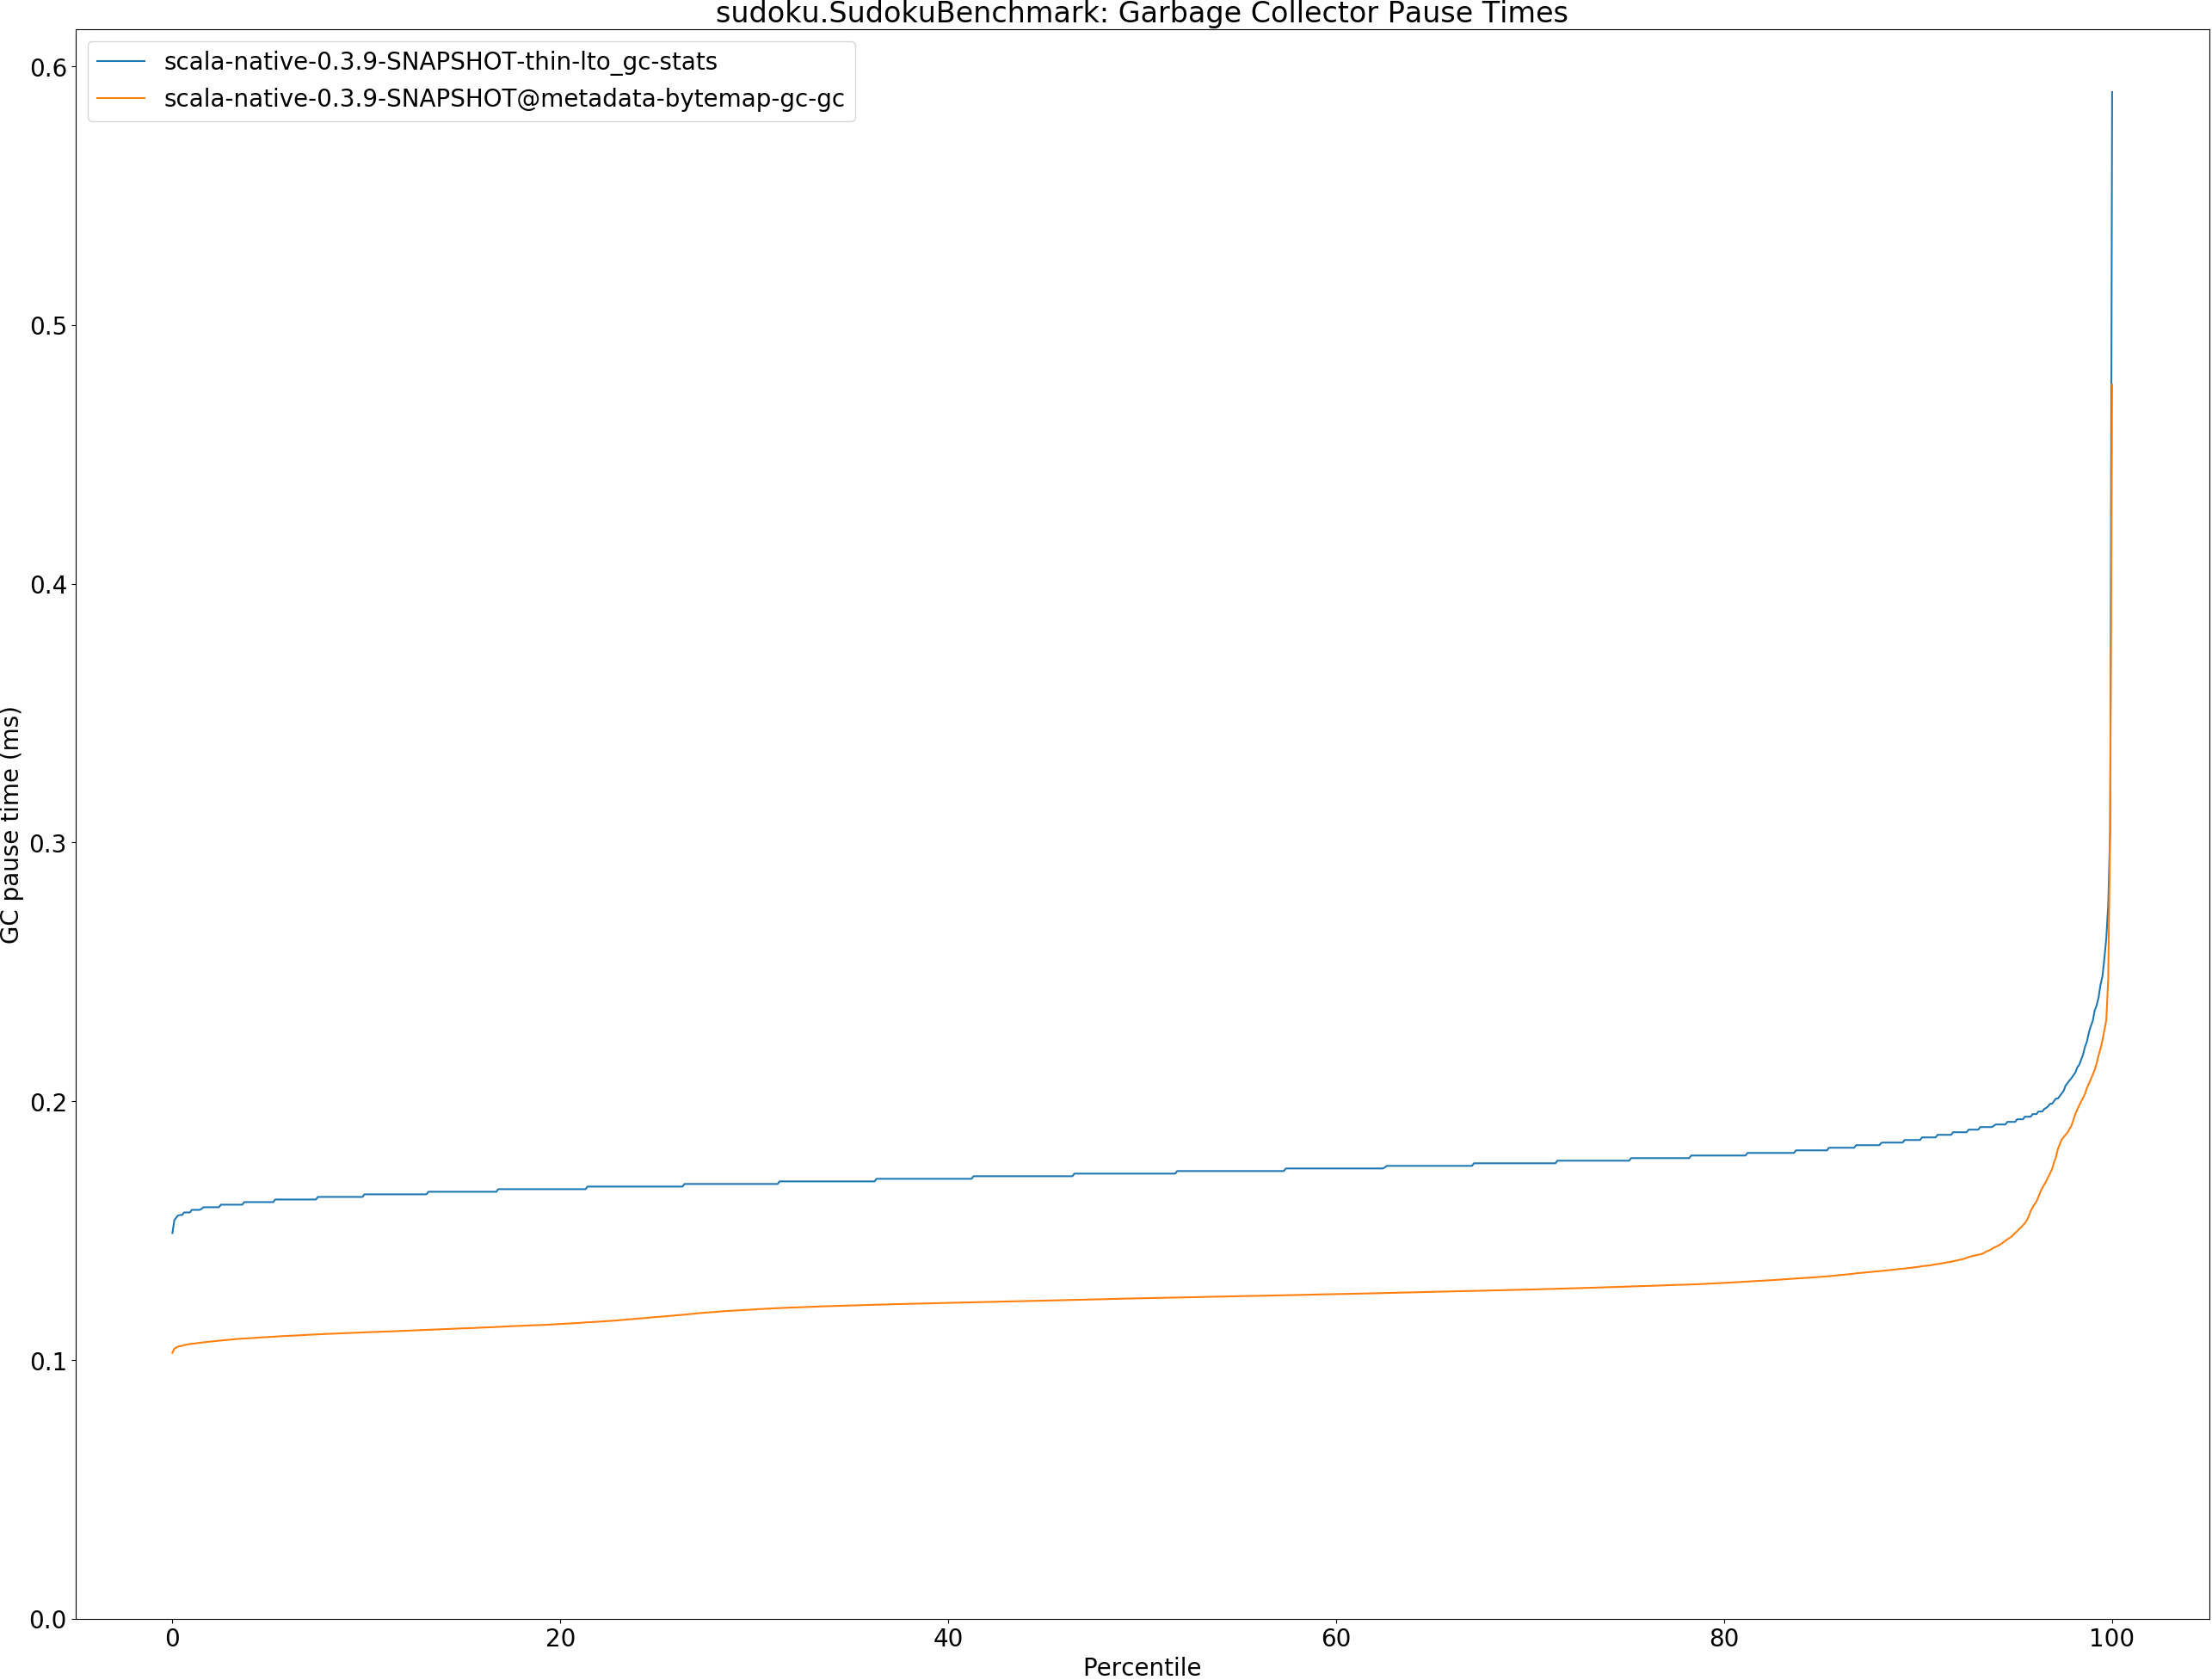 sudoku.SudokuBenchmark: Garbage Collector Pause Times
scala-native-0.3.9-SNAPSHOT-thin-lto_gc-stats
scala-native-0.3.9-SNAPSHOT@metadata-bytemap-gc-gc
0.6
0.5
0.4
0.3
0.2
0.1
0.0
GC pause time (ms)
0 20 40 60 80 100
Percentile